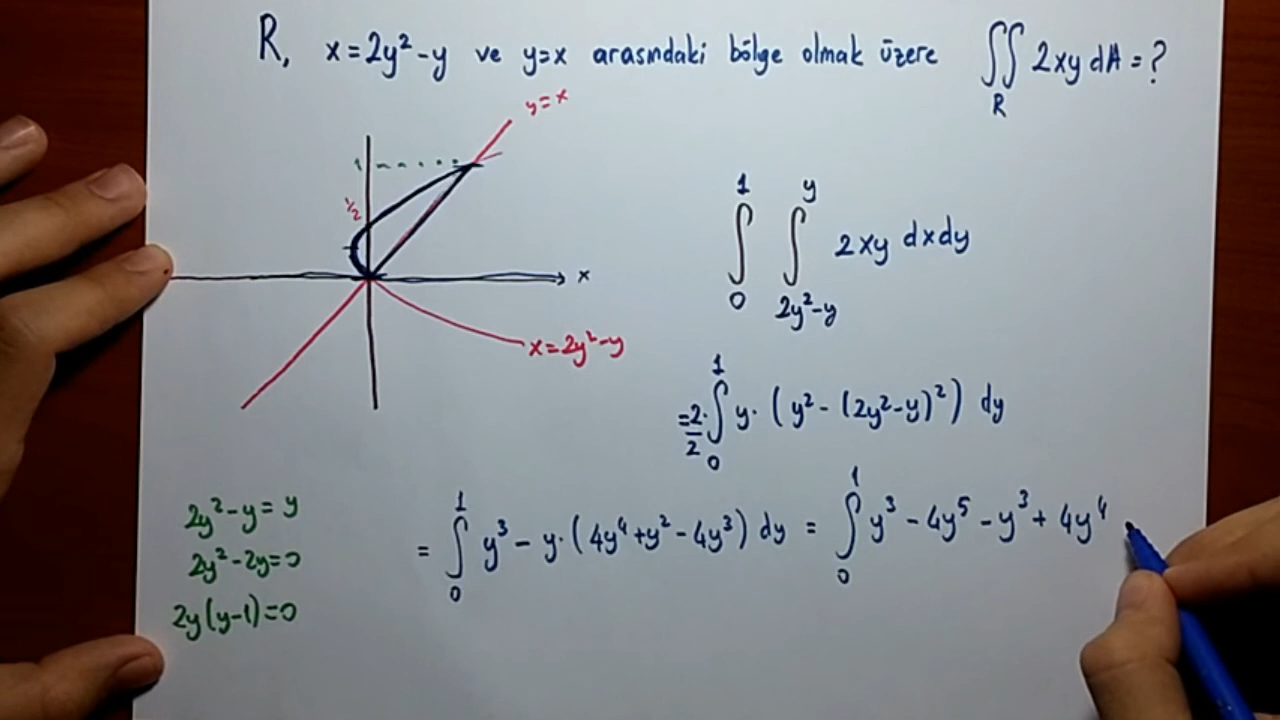 R, x=2y²-y ve y=x arasındaki bölge olmak üzere ∬_R 2xy dA = ?
y=x
1
1/2
x
x=2y²-y
∫₀¹ ∫_{2y²-y}^{y} 2xy dxdy
=2/2·∫₀¹ y·(y²-(2y²-y)²) dy
2y²-y=y
2y²-2y=0
2y(y-1)=0
= ∫₀¹ y³ - y·(4y⁴+y²-4y³) dy = ∫₀¹ y³ - 4y⁵ - y³ + 4y⁴